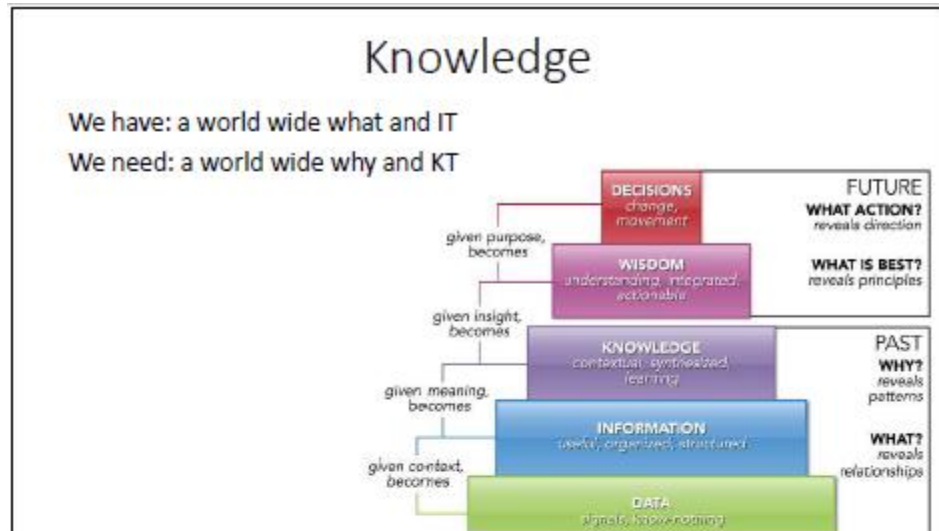 Knowledge
We have: a world wide what and IT
We need: a world wide why and KT
DECISIONS
change,
movement
FUTURE
WHAT ACTION?
reveals direction
given purpose,
becomes
WISDOM
understanding, integrated,
actionable
WHAT IS BEST?
reveals principles
given insight,
becomes
KNOWLEDGE
contextual, synthesized,
learning
PAST
WHY?
reveals
patterns
given meaning,
becomes
INFORMATION
useful, organized, structured
WHAT?
reveals
relationships
given context,
becomes
DATA
signals, know-nothing